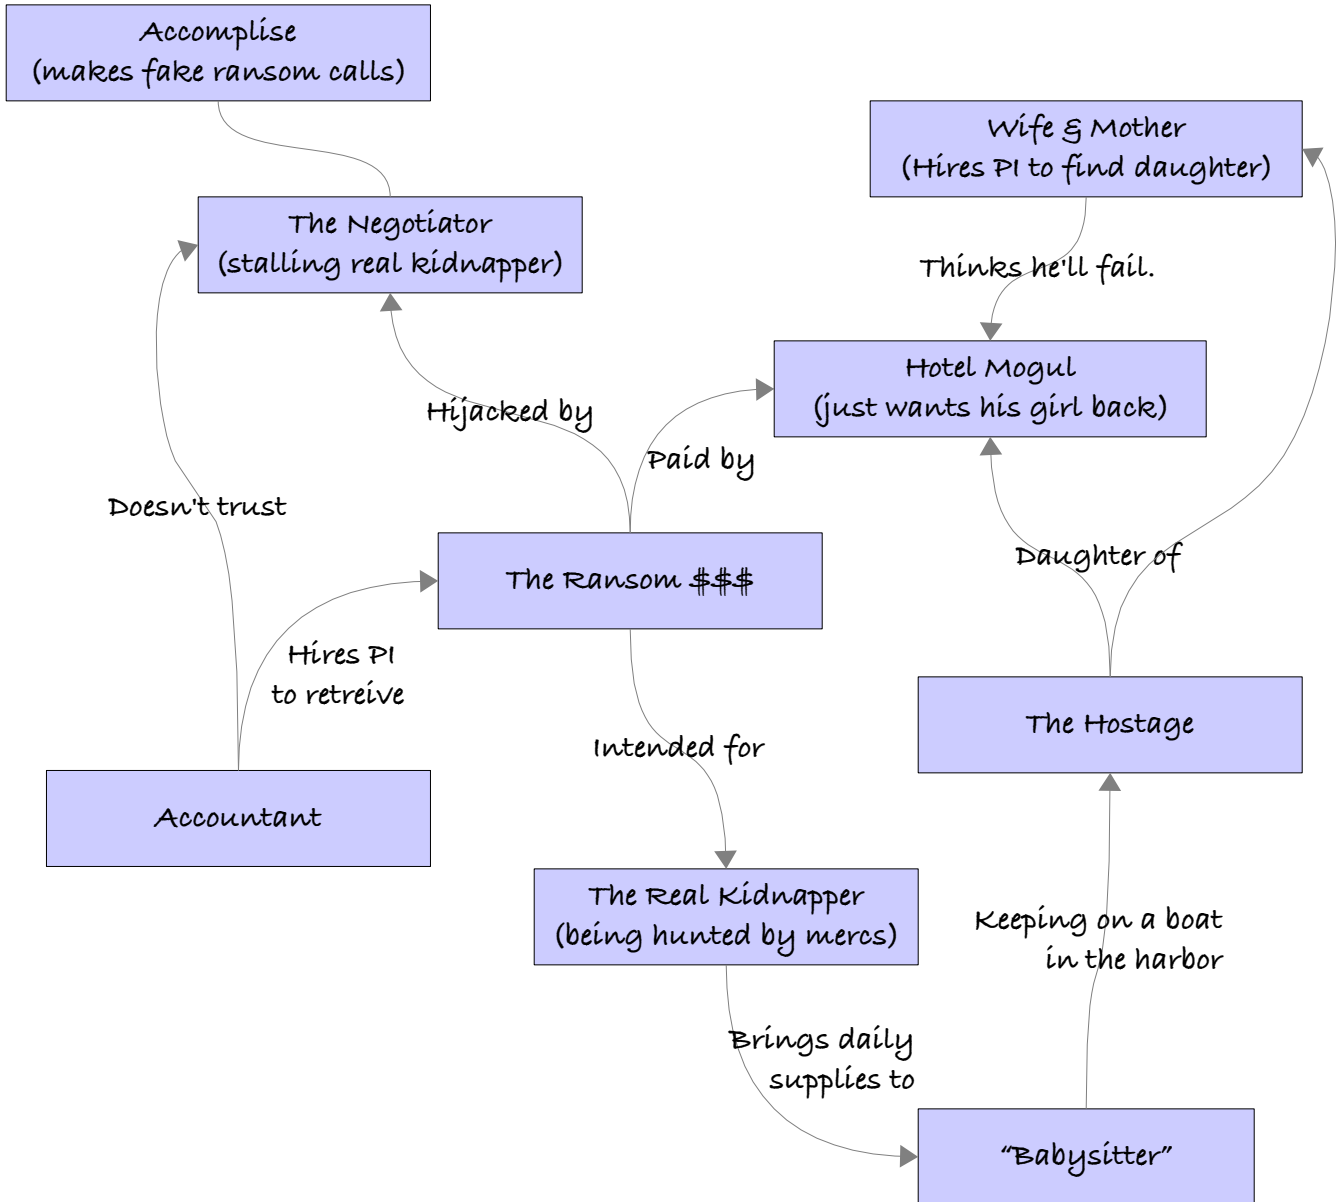 Accomplise
(makes fake ransom calls)
Wife & Mother
(Hires PI to find daughter)
The Negotiator
(stalling real kidnapper)
Thinks he'll fail.
Hotel Mogul
(just wants his girl back)
Hijacked by
Paid by
Doesn't trust
Daughter of
The Ransom $$$
Hires PI
to retreive
The Hostage
Intended for
Accountant
The Real Kidnapper
(being hunted by mercs)
Keeping on a boat
in the harbor
Brings daily
supplies to
“Babysitter”